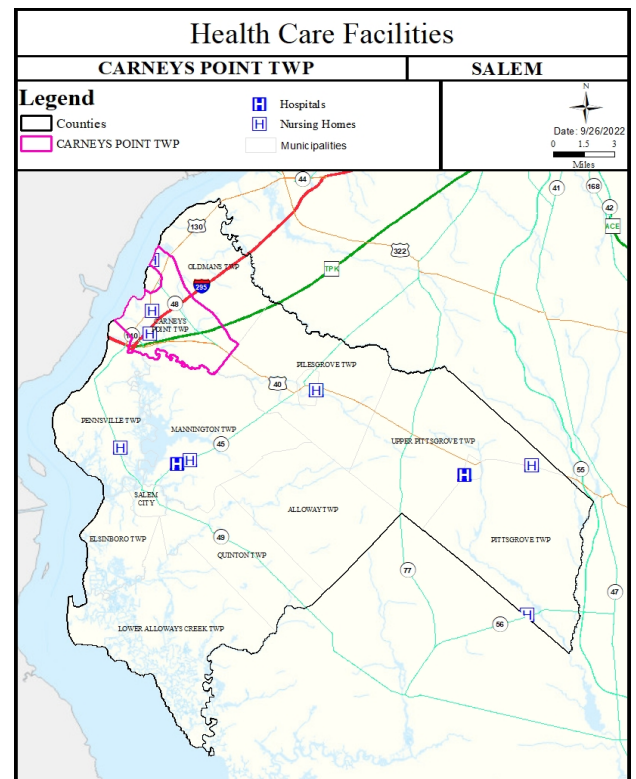 Health Care Facilities
CARNEYS POINT TWP
SALEM
Legend
Counties
CARNEYS POINT TWP
H Hospitals
H Nursing Homes
Municipalities
N
Date: 9/26/2022
0 1.5 3
Miles
44
41
168
42
ACE
130
322
OLDMANS TWP
TPK
295
48
H
H
CARNEYS
POINT TWP
H
140
PILESGROVE TWP
40
H
PENNSVILLE TWP
MANNINGTON TWP
UPPER PITTSGROVE TWP
45
H
H
H
H
H
55
SALEM
CITY
ALLOWAY TWP
ELSINBORO TWP
49
QUINTON TWP
PITTSGROVE TWP
77
47
H
56
LOWER ALLOWAYS CREEK TWP